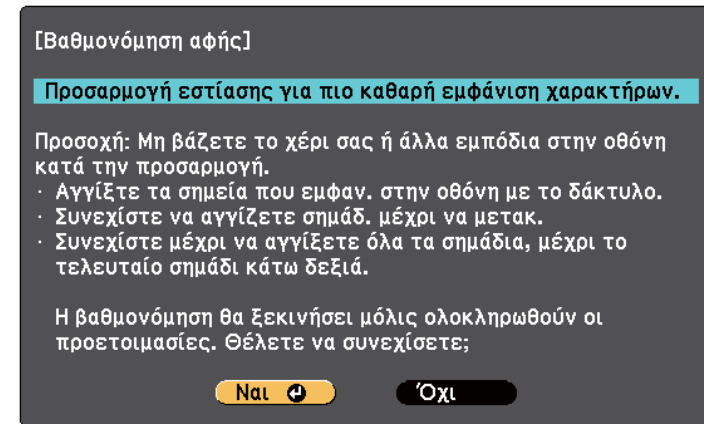 [Βαθμονόμηση αφής]
Προσαρμογή εστίασης για πιο καθαρή εμφάνιση χαρακτήρων.
Προσοχή: Μη βάζετε το χέρι σας ή άλλα εμπόδια στην οθόνη
κατά την προσαρμογή.
· Αγγίξτε τα σημεία που εμφαν. στην οθόνη με το δάκτυλο.
· Συνεχίστε να αγγίζετε σημάδ. μέχρι να μετακ.
· Συνεχίστε μέχρι να αγγίξετε όλα τα σημάδια, μέχρι το
τελευταίο σημάδι κάτω δεξιά.
Η βαθμονόμηση θα ξεκινήσει μόλις ολοκληρωθούν οι
προετοιμασίες. Θέλετε να συνεχίσετε;
Ναι Όχι